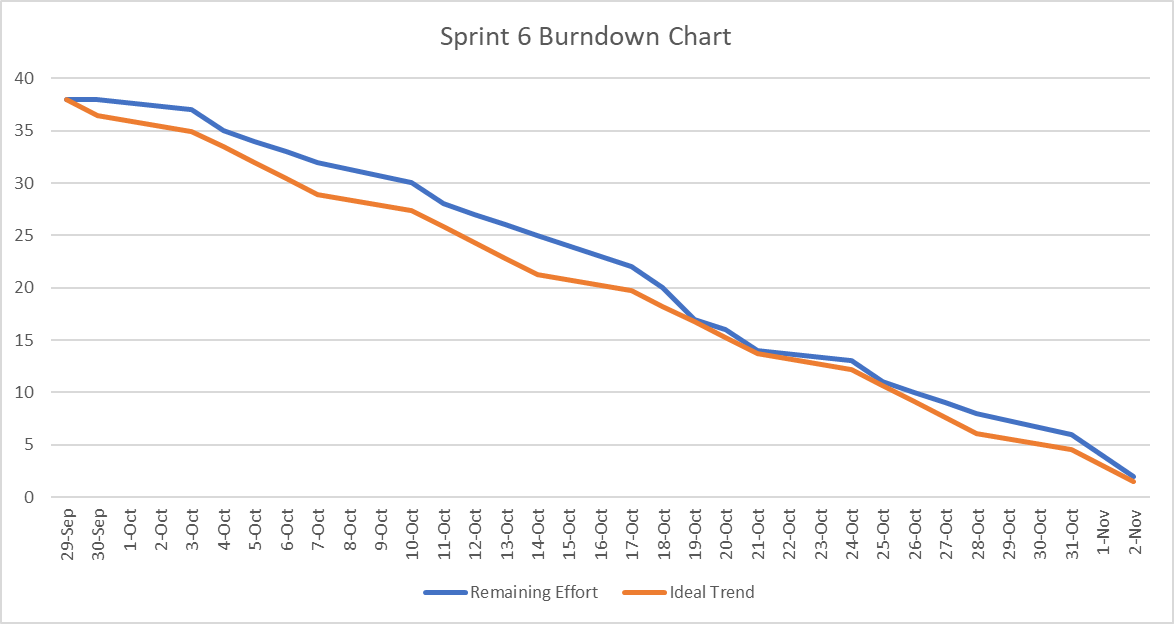 Sprint 6 Burndown Chart
40
35
30
25
20
15
10
5
0
29-Sep
30-Sep
1-Oct
2-Oct
3-Oct
4-Oct
5-Oct
6-Oct
7-Oct
8-Oct
9-Oct
10-Oct
11-Oct
12-Oct
13-Oct
14-Oct
15-Oct
16-Oct
17-Oct
18-Oct
19-Oct
20-Oct
21-Oct
22-Oct
23-Oct
24-Oct
25-Oct
26-Oct
27-Oct
28-Oct
29-Oct
30-Oct
31-Oct
1-Nov
2-Nov
Remaining Effort
Ideal Trend